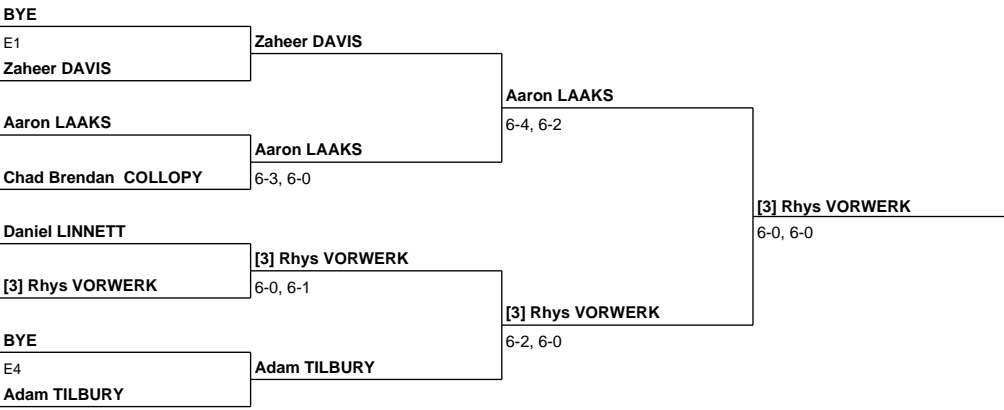 BYE
E1
Zaheer DAVIS
Aaron LAAKS
Chad Brendan  COLLOPY
Daniel LINNETT
[3] Rhys VORWERK
BYE
E4
Adam TILBURY
Zaheer DAVIS
Aaron LAAKS
6-3, 6-0
[3] Rhys VORWERK
6-0, 6-1
Adam TILBURY
Aaron LAAKS
6-4, 6-2
[3] Rhys VORWERK
6-2, 6-0
[3] Rhys VORWERK
6-0, 6-0